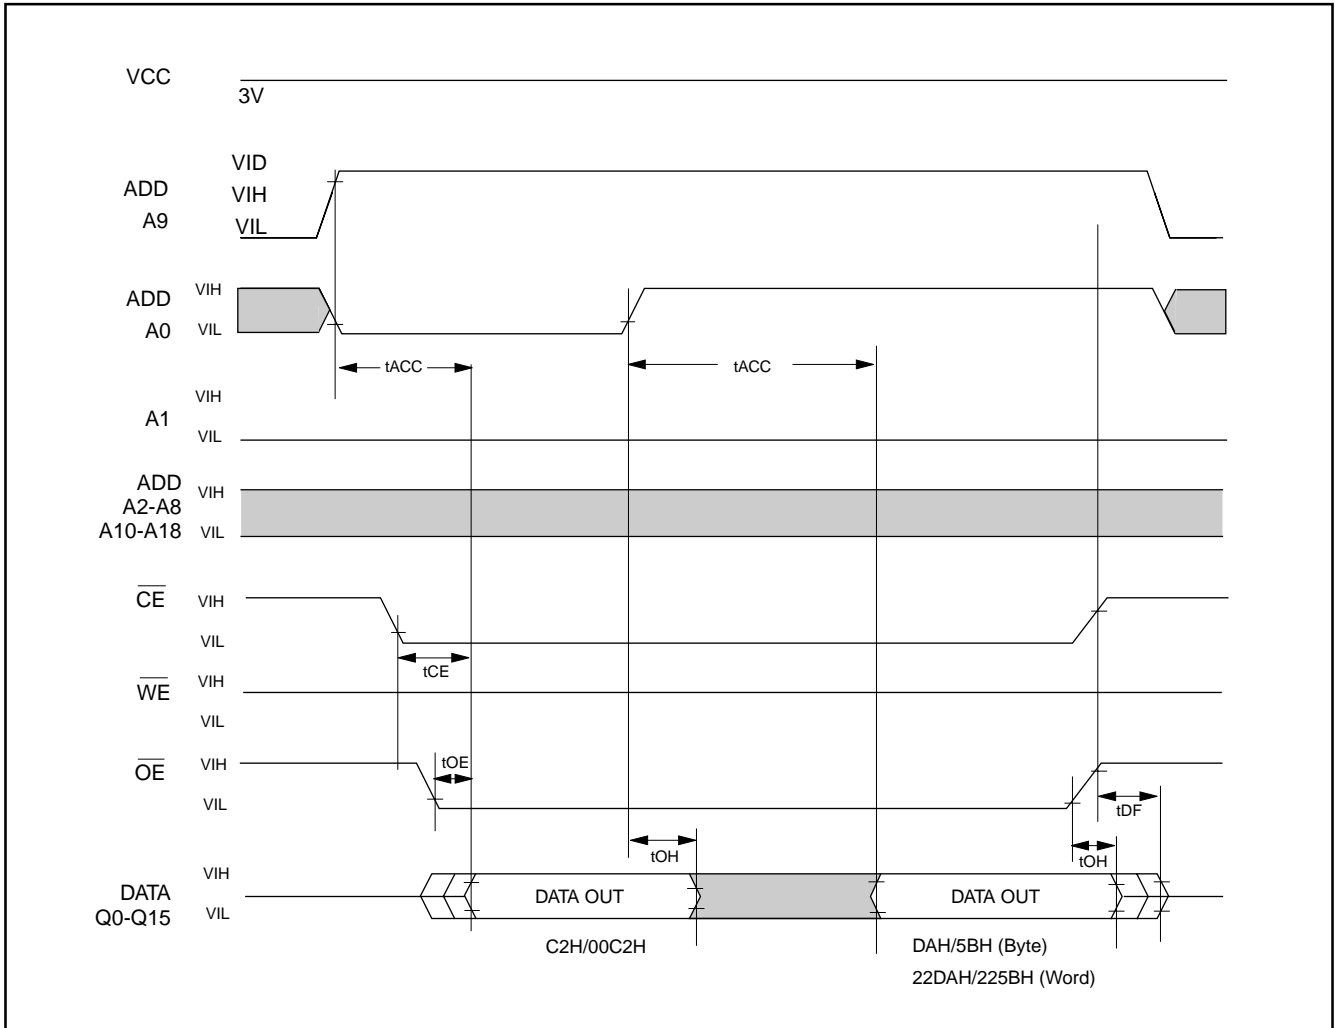 VCC
3V
VID
ADD
VIH
A9
VIL
VIH
ADD
A0
VIL
tACC
tACC
VIH
A1
VIL
ADD
VIH
A2-A8
A10-A18
VIL
CE
VIH
VIL
tCE
WE
VIH
VIL
OE
VIH
tOE
VIL
tDF
tOH
tOH
VIH
DATA
DATA OUT
DATA OUT
Q0-Q15
VIL
C2H/00C2H
DAH/5BH (Byte)
22DAH/225BH (Word)